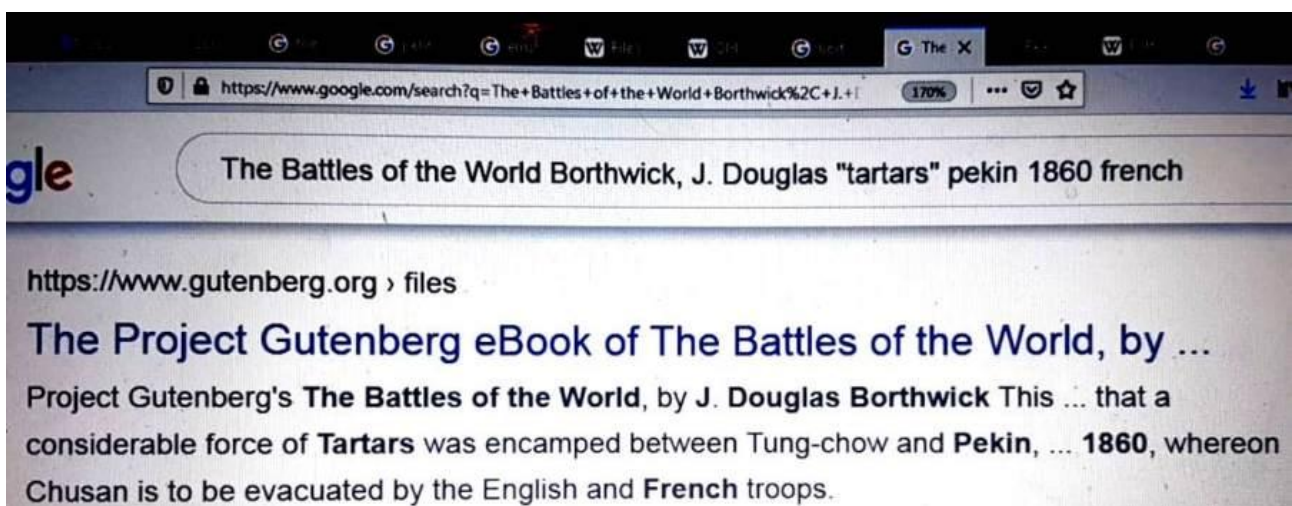 G The X
https://www.google.com/search?q=The+Battles+of+the+World+Borthwick%2C+J.+ 170%
gle The Battles of the World Borthwick, J. Douglas "tartars" pekin 1860 french
https://www.gutenberg.org › files
The Project Gutenberg eBook of The Battles of the World, by ...
Project Gutenberg's The Battles of the World, by J. Douglas Borthwick This ... that a
considerable force of Tartars was encamped between Tung-chow and Pekin, ... 1860, whereon
Chusan is to be evacuated by the English and French troops.